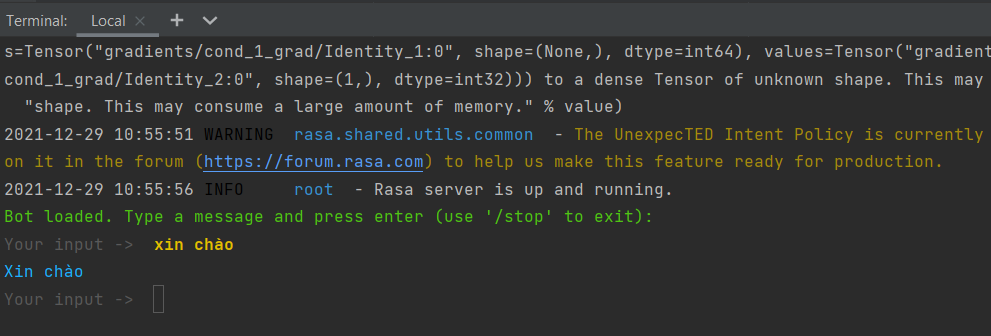 Terminal: Local × + ⌄
s=Tensor("gradients/cond_1_grad/Identity_1:0", shape=(None,), dtype=int64), values=Tensor("gradient
cond_1_grad/Identity_2:0", shape=(1,), dtype=int32))) to a dense Tensor of unknown shape. This may
"shape. This may consume a large amount of memory." % value)
2021-12-29 10:55:51 WARNING rasa.shared.utils.common - The UnexpecTED Intent Policy is currently
on it in the forum (https://forum.rasa.com) to help us make this feature ready for production.
2021-12-29 10:55:56 INFO root - Rasa server is up and running.
Bot loaded. Type a message and press enter (use '/stop' to exit):
Your input -> xin chào
Xin chào
Your input ->